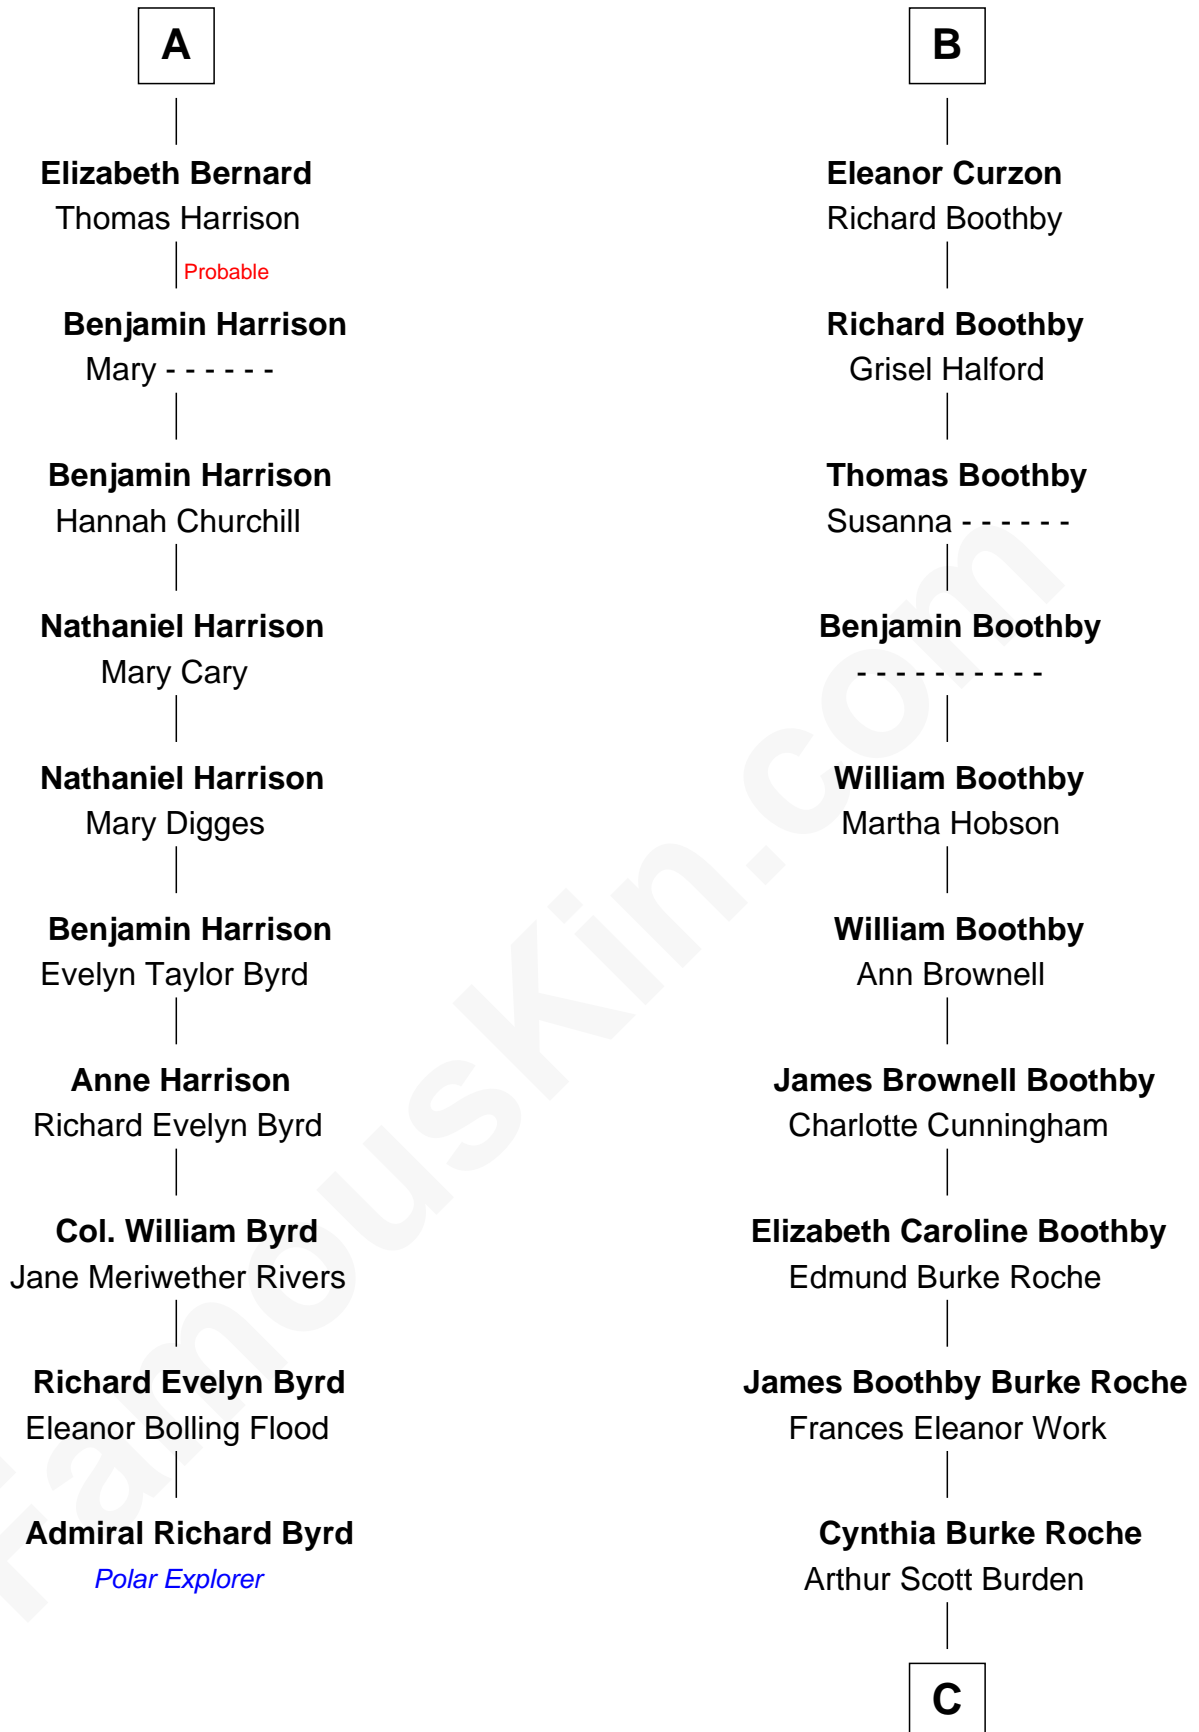 A
Elizabeth Bernard
Thomas Harrison
Probable
Benjamin Harrison
Mary - - - - - -
Benjamin Harrison
Hannah Churchill
Nathaniel Harrison
Mary Cary
Nathaniel Harrison
Mary Digges
Benjamin Harrison
Evelyn Taylor Byrd
Anne Harrison
Richard Evelyn Byrd
Col. William Byrd
Jane Meriwether Rivers
Richard Evelyn Byrd
Eleanor Bolling Flood
Admiral Richard Byrd
Polar Explorer
B
Eleanor Curzon
Richard Boothby
Richard Boothby
Grisel Halford
Thomas Boothby
Susanna - - - - - -
Benjamin Boothby
- - - - - - - - - -
William Boothby
Martha Hobson
William Boothby
Ann Brownell
James Brownell Boothby
Charlotte Cunningham
Elizabeth Caroline Boothby
Edmund Burke Roche
James Boothby Burke Roche
Frances Eleanor Work
Cynthia Burke Roche
Arthur Scott Burden
C
FamousKin.com